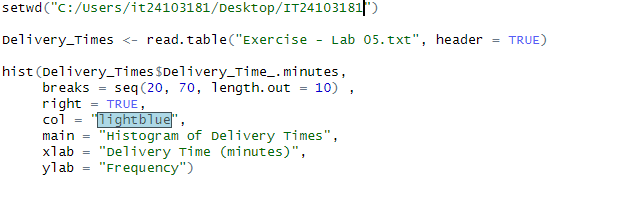 setwd("C:/Users/it24103181/Desktop/IT24103181")
Delivery_Times <- read.table("Exercise - Lab 05.txt", header = TRUE)
hist(Delivery_Times$Delivery_Time_.minutes,
breaks = seq(20, 70, length.out = 10) ,
right = TRUE,
col = "lightblue",
main = "Histogram of Delivery Times",
xlab = "Delivery Time (minutes)",
ylab = "Frequency")